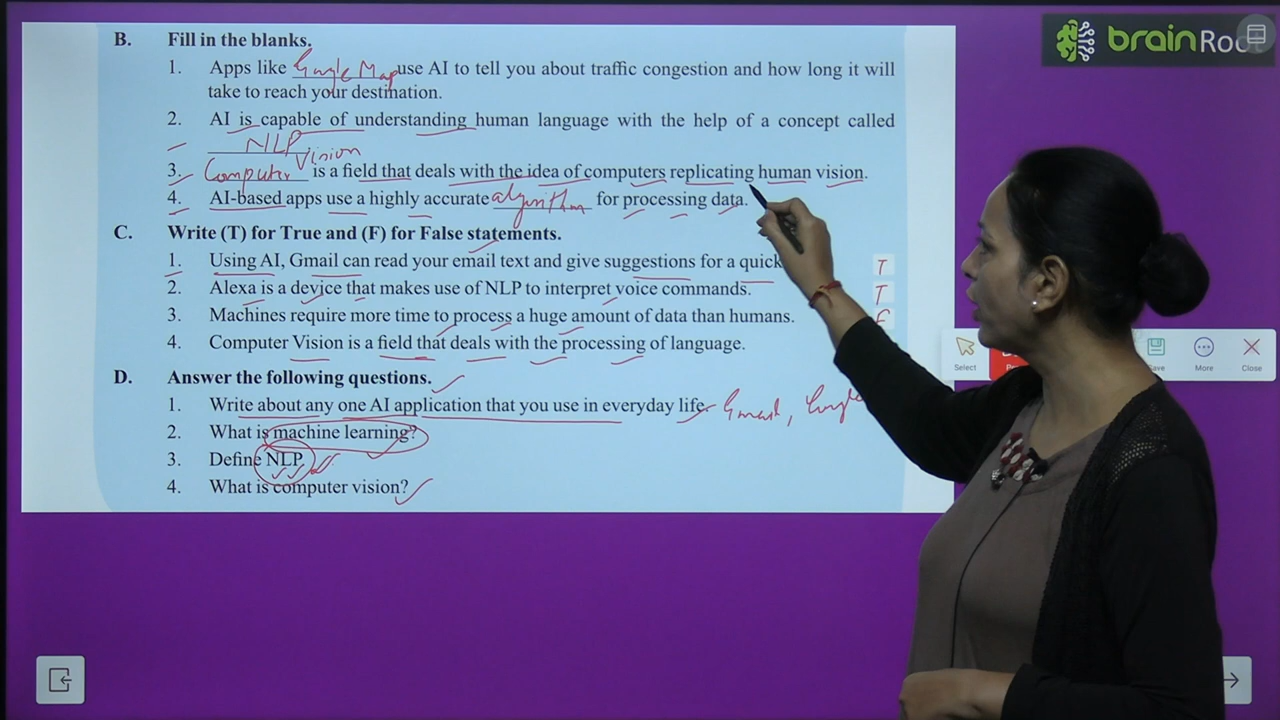 brainRoot
B. Fill in the blanks.
1. Apps like Google Map use AI to tell you about traffic congestion and how long it will
take to reach your destination.
2. AI is capable of understanding human language with the help of a concept called
NLP
3. Computer Vision is a field that deals with the idea of computers replicating human vision.
4. AI-based apps use a highly accurate algorithm for processing data.
C. Write (T) for True and (F) for False statements.
1. Using AI, Gmail can read your email text and give suggestions for a quick T
2. Alexa is a device that makes use of NLP to interpret voice commands. T
3. Machines require more time to process a huge amount of data than humans. F
4. Computer Vision is a field that deals with the processing of language.
Select More Close
D. Answer the following questions.
1. Write about any one AI application that you use in everyday life. Gmail, Google
2. What is machine learning?
3. Define NLP.
4. What is computer vision?